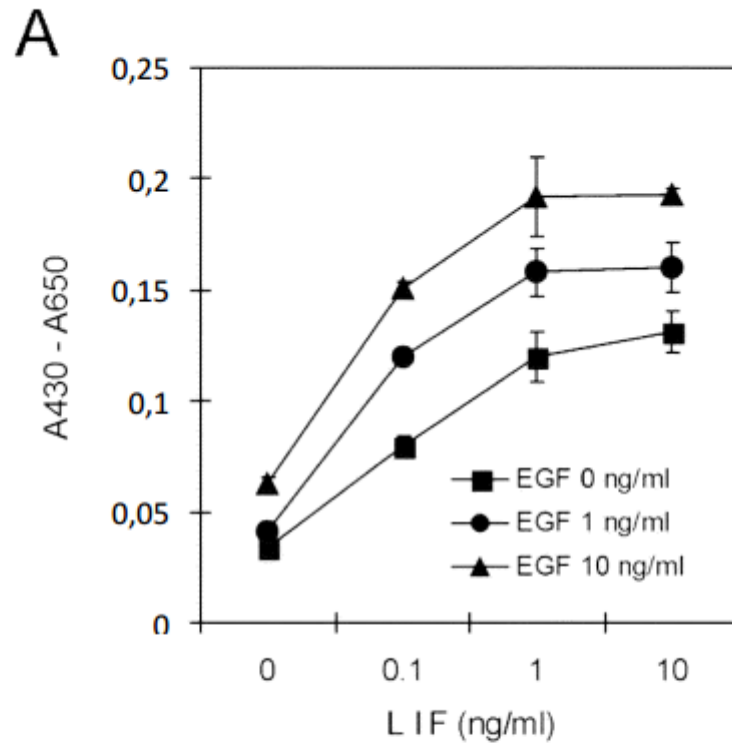 A
0,25
0,2
0,15
0,1
0,05
0
A430 - A650
EGF 0 ng/ml
EGF 1 ng/ml
EGF 10 ng/ml
0 0.1 1 10
LIF (ng/ml)